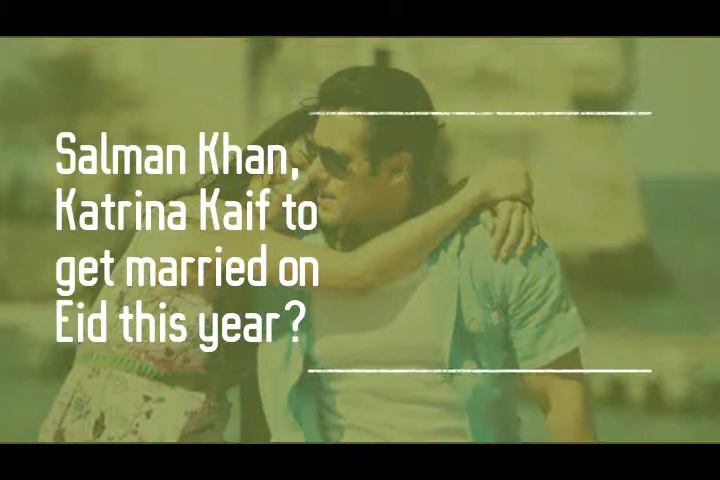 Salman Khan,
Katrina Kaif to
get married on
Eid this year?